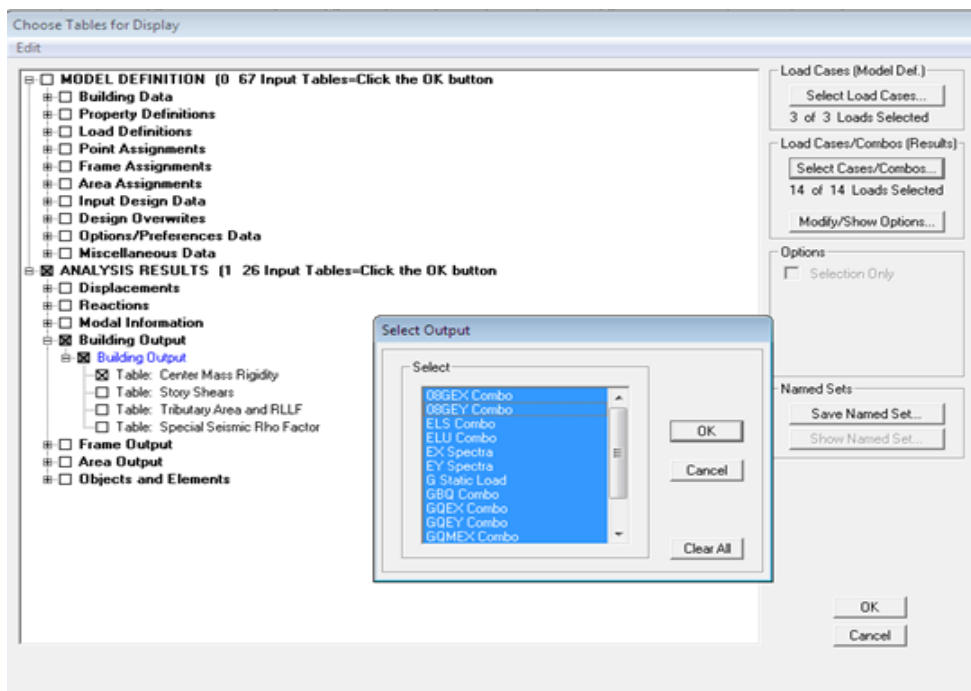 Choose Tables for Display
Edit
MODEL DEFINITION (0 67 Input Tables=Click the OK button
Building Data
Property Definitions
Load Definitions
Point Assignments
Frame Assignments
Area Assignments
Input Design Data
Design Overwrites
Options/Preferences Data
Miscellaneous Data
ANALYSIS RESULTS (1 26 Input Tables=Click the OK button
Displacements
Reactions
Modal Information
Building Output
Building Output
Table: Center Mass Rigidity
Table: Story Shears
Table: Tributary Area and RLLF
Table: Special Seismic Rho Factor
Frame Output
Area Output
Objects and Elements
Load Cases (Model Def.)
Select Load Cases...
3 of 3 Loads Selected
Load Cases/Combos (Results)
Select Cases/Combos...
14 of 14 Loads Selected
Modify/Show Options...
Options
Selection Only
Named Sets
Save Named Set...
Show Named Set...
OK
Cancel
Select Output
Select
08GEX Combo
08GEY Combo
ELS Combo
ELU Combo
EX Spectra
EY Spectra
G Static Load
GBQ Combo
GQEX Combo
GQEY Combo
GQMEX Combo
OK
Cancel
Clear All